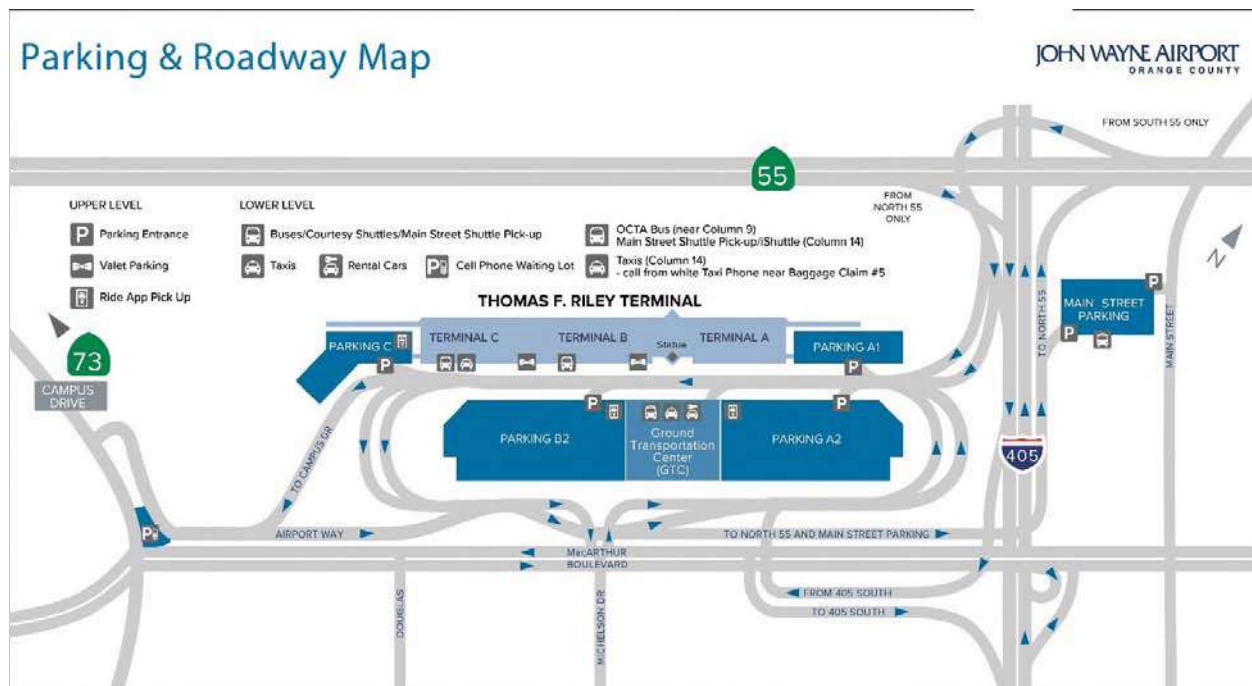 Parking & Roadway Map
JOHN WAYNE AIRPORT
ORANGE COUNTY
FROM SOUTH 55 ONLY
55
FROM
NORTH 55
ONLY
UPPER LEVEL
P Parking Entrance
Valet Parking
Ride App Pick Up
LOWER LEVEL
Buses/Courtesy Shuttles/Main Street Shuttle Pick-up
Taxis
Rental Cars
P Cell Phone Waiting Lot
OCTA Bus (near Column 9)
Main Street Shuttle Pick-up/iShuttle (Column 14)
Taxis (Column 14)
- call from white Taxi Phone near Baggage Claim #5
N
THOMAS F. RILEY TERMINAL
73
CAMPUS
DRIVE
PARKING C
TERMINAL C
TERMINAL B
Statue
TERMINAL A
PARKING A1
P
P
MAIN STREET
PARKING
P
P
TO NORTH 55
MAIN STREET
P
P
PARKING B2
Ground
Transportation
Center
(GTC)
PARKING A2
405
TO CAMPUS DR
P
AIRPORT WAY
TO NORTH 55 AND MAIN STREET PARKING
MacARTHUR
BOULEVARD
DOUGLAS
MICHELSON DR
FROM 405 SOUTH
TO 405 SOUTH